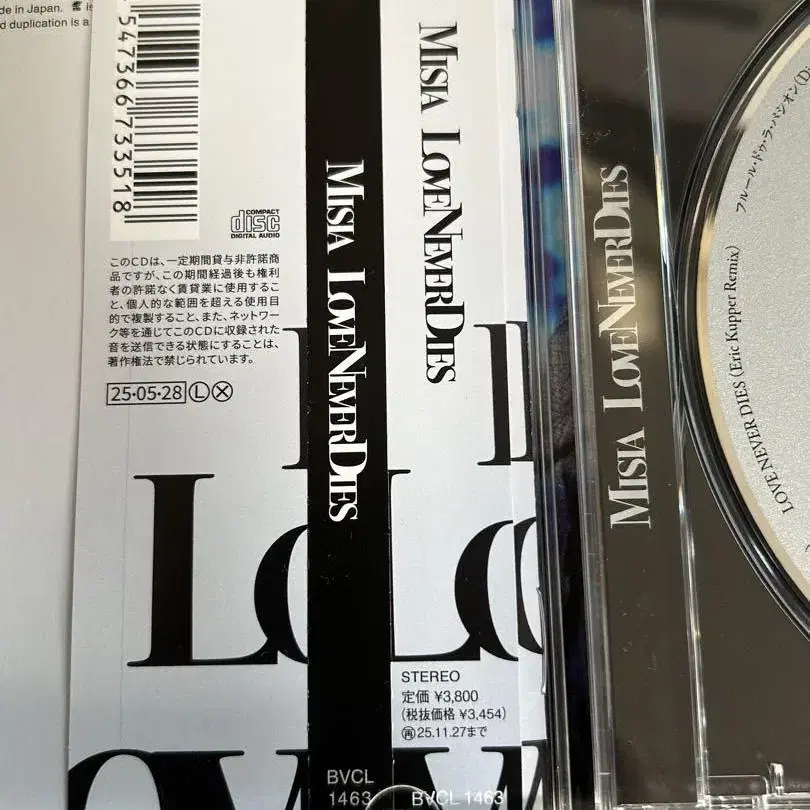 de in Japan.
d duplication is a
547366733518
COMPACT
disc
DIGITAL AUDIO
このCDは、一定期間貸与非許諾商
品ですが、この期間経過後も権利
者の許諾なく賃貸業に使用するこ
と、個人的な範囲を超える使用目
的で複製すること、また、ネットワー
ク等を通じてこのCDに収録された
音を送信できる状態にすることは、
著作権法で禁じられています。
25・05・28 Ⓛ Ⓧ
MISIA LOVE NEVER DIES
MISIA LOVE NEVER DIES
STEREO
定価 ¥3,800
(税抜価格 ¥3,454)
㊢25.11.27まで
BVCL
1463
BVCL 1463
MISIA LOVE NEVER DIES
フルール・ドゥ・ラ・パシオン(D
LOVE NEVER DIES (Eric Kupper Remix)